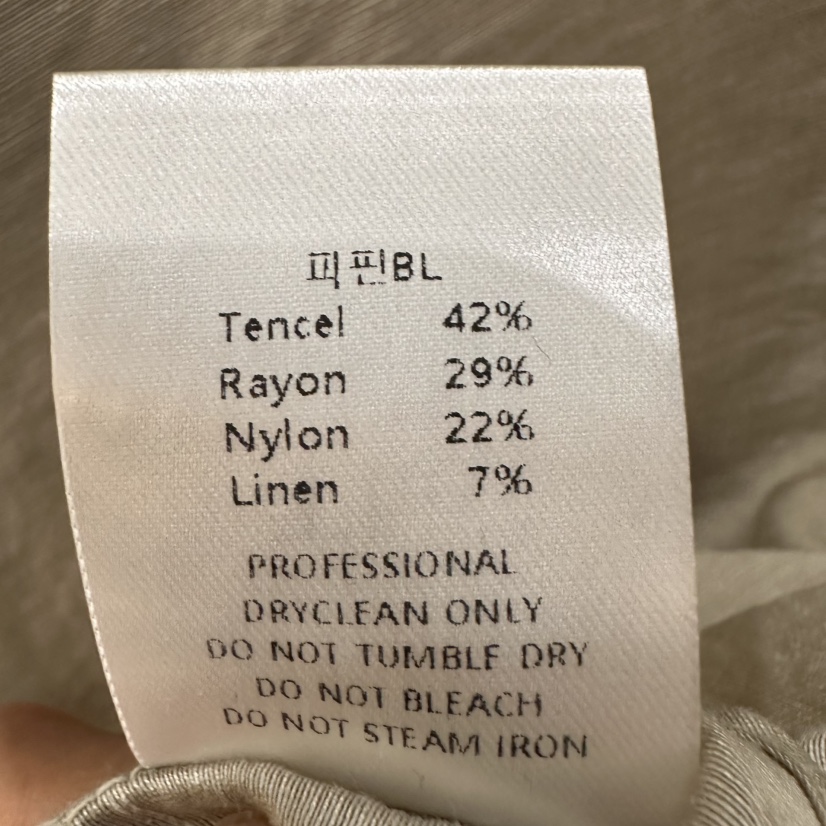 피핀BL
Tencel 42%
Rayon 29%
Nylon 22%
Linen 7%
PROFESSIONAL
DRYCLEAN ONLY
DO NOT TUMBLE DRY
DO NOT BLEACH
DO NOT STEAM IRON